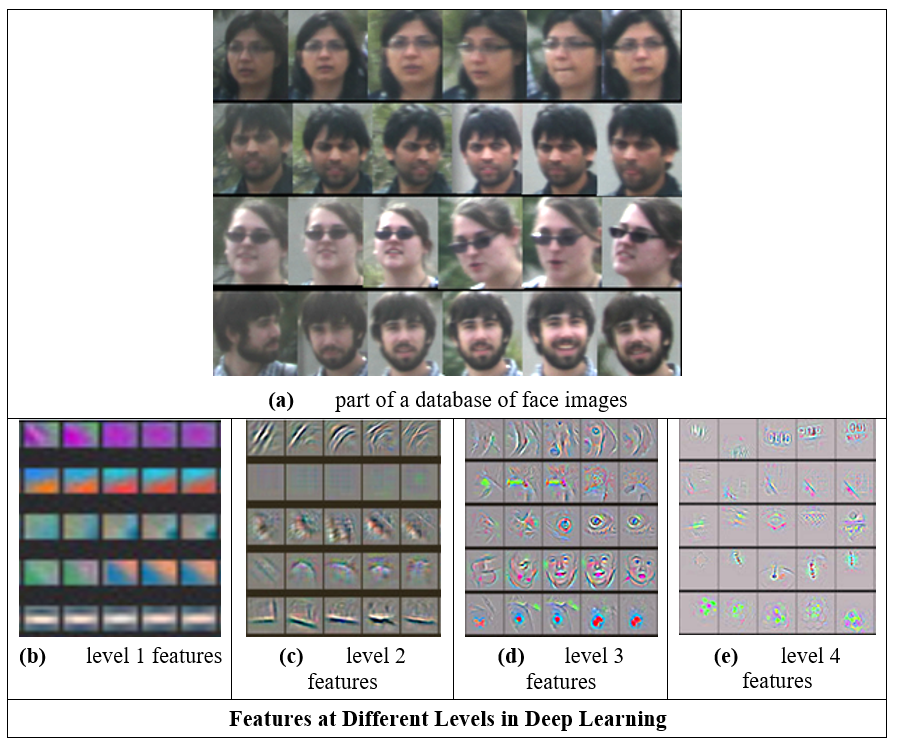 (a) part of a database of face images
(b) level 1 features
(c) level 2
features
(d) level 3
features
(e) level 4
features
Features at Different Levels in Deep Learning